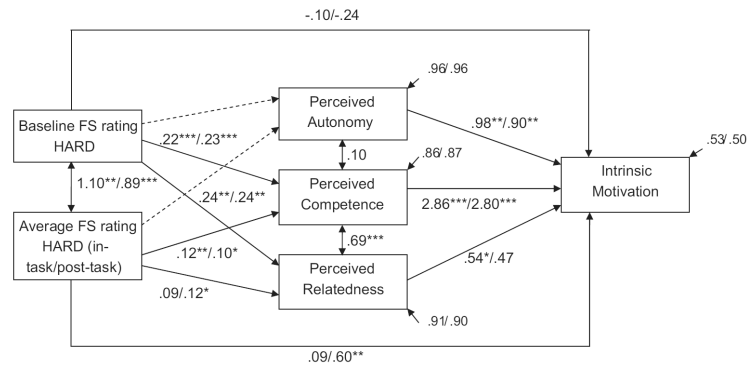 -.10/-.24
.96/.96
Perceived
Autonomy
Baseline FS rating
HARD
.22***/.23***
.98**/.90**
.53/.50
.10
.86/.87
Intrinsic
Motivation
1.10**/.89***
.24**/.24**
Perceived
Competence
2.86***/2.80***
Average FS rating
HARD (in-
task/post-task)
.12**/.10*
.69***
.54*/.47
Perceived
Relatedness
.09/.12*
.91/.90
.09/.60**